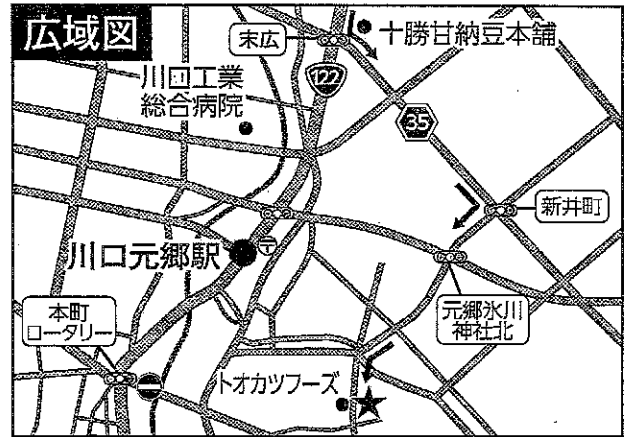 広域図
末広
十勝甘納豆本舗
122
川口工業
総合病院
35
新井町
川口元郷駅
〒
本町
ロータリー
元郷氷川
神社北
トオカツフーズ